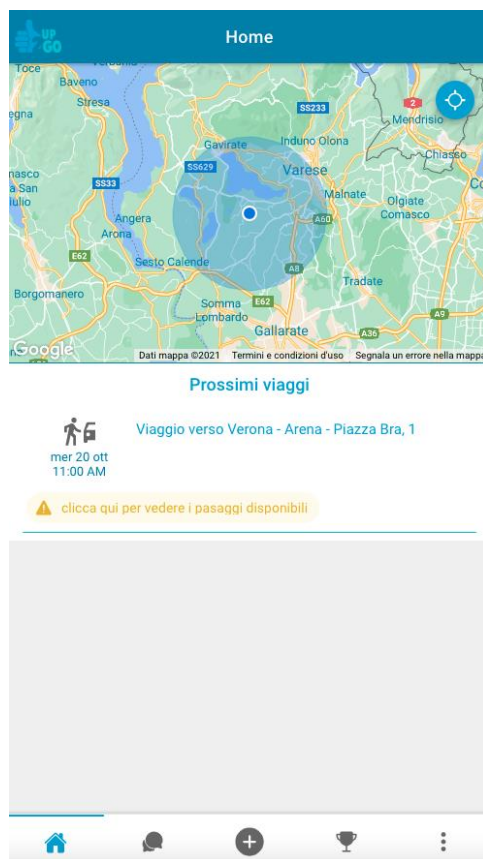 UP
GO
Home
Toce
Baveno
Stresa
SS233
2
Mendrisio
Gavirate
Induno Olona
Chiasso
nasco
SS629
Varese
a San
SS33
Malnate
Olgiate
Comasco
Angera
A60
Arona
E62
Sesto Calende
A8
Tradate
Borgomanero
Somma
Lombardo
E62
A9
Gallarate
A36
Google
Dati mappa ©2021 Termini e condizioni d'uso Segnala un errore nella mappa
Prossimi viaggi
Viaggio verso Verona - Arena - Piazza Bra, 1
mer 20 ott
11:00 AM
clicca qui per vedere i pasaggi disponibili